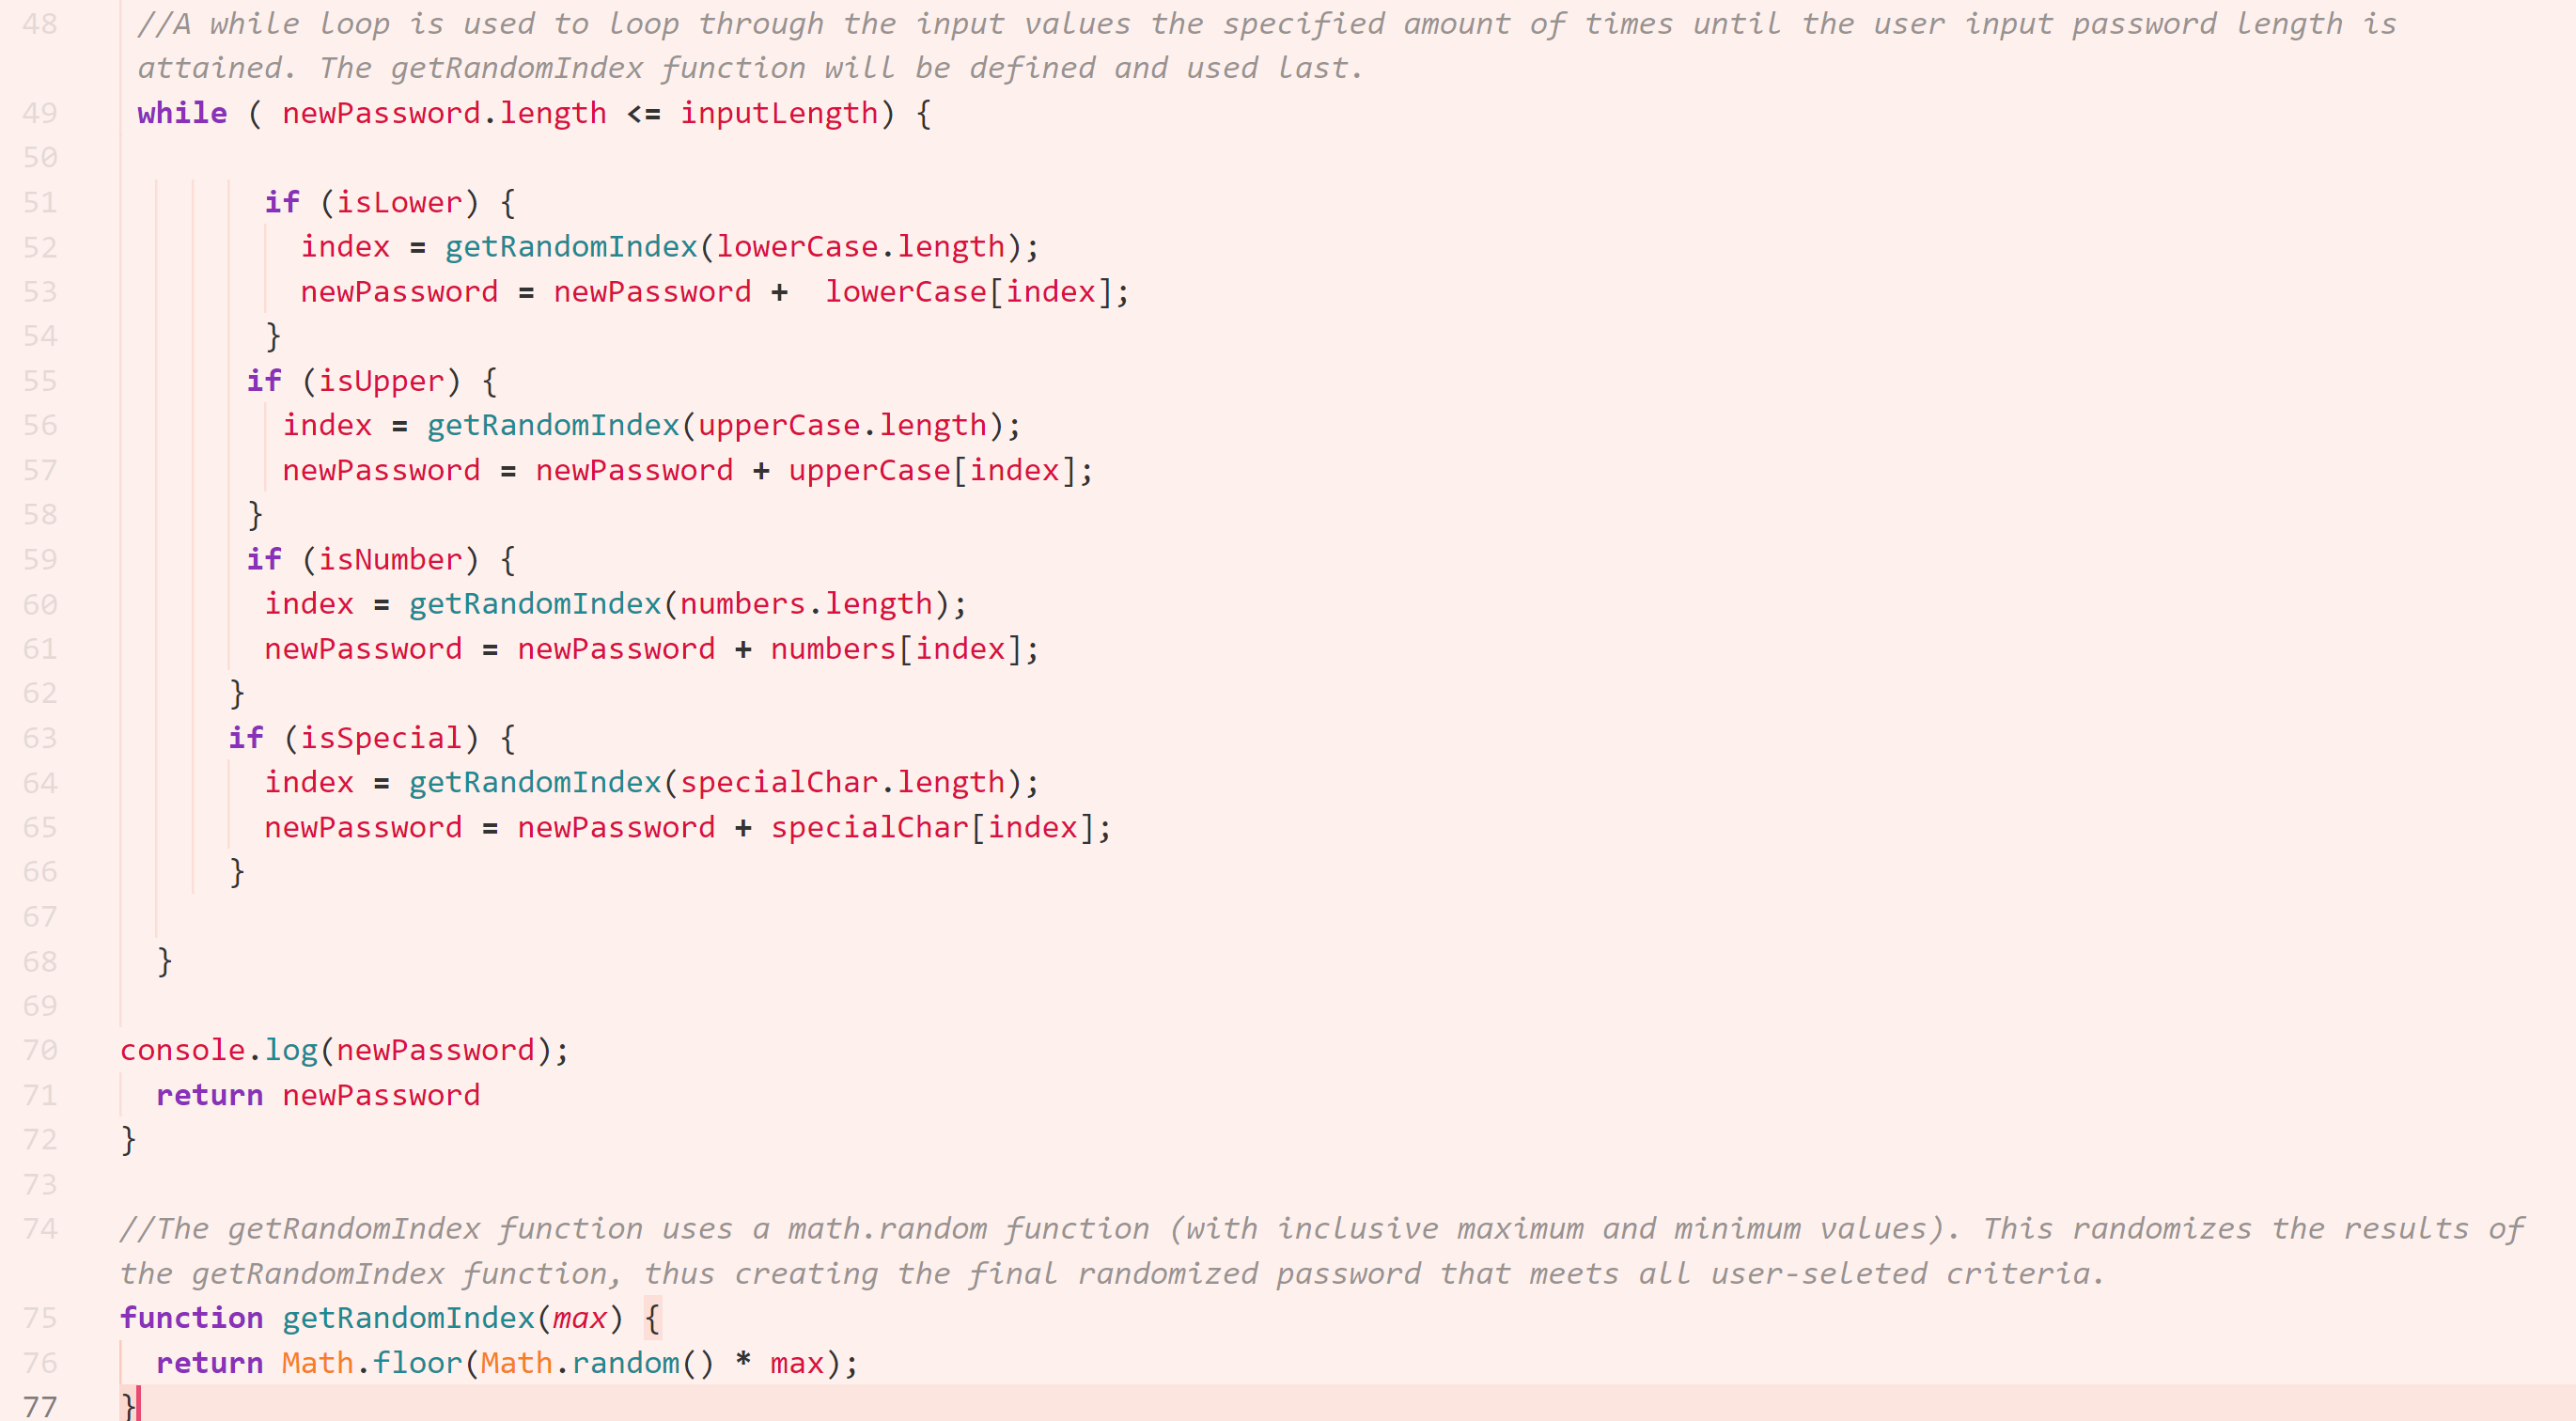 48 //A while loop is used to loop through the input values the specified amount of times until the user input password length is
attained. The getRandomIndex function will be defined and used last.
49 while ( newPassword.length <= inputLength) {
50
51 if (isLower) {
52 index = getRandomIndex(lowerCase.length);
53 newPassword = newPassword +  lowerCase[index];
54 }
55 if (isUpper) {
56 index = getRandomIndex(upperCase.length);
57 newPassword = newPassword + upperCase[index];
58 }
59 if (isNumber) {
60 index = getRandomIndex(numbers.length);
61 newPassword = newPassword + numbers[index];
62 }
63 if (isSpecial) {
64 index = getRandomIndex(specialChar.length);
65 newPassword = newPassword + specialChar[index];
66 }
67
68 }
69
70 console.log(newPassword);
71 return newPassword
72 }
73
74 //The getRandomIndex function uses a math.random function (with inclusive maximum and minimum values). This randomizes the results of
the getRandomIndex function, thus creating the final randomized password that meets all user-seleted criteria.
75 function getRandomIndex(max) {
76 return Math.floor(Math.random() * max);
77 }